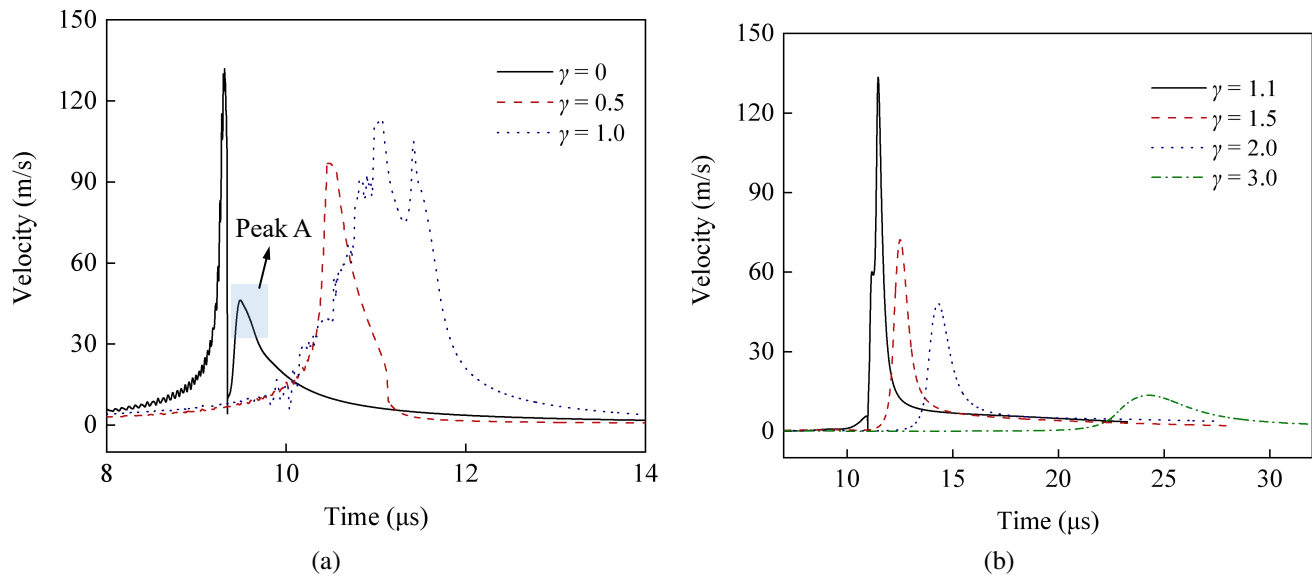 150
120
90
60
30
0
Velocity (m/s)
γ = 0
γ = 0.5
γ = 1.0
Peak A
8
10
12
14
Time (μs)
(a)
150
120
90
60
30
0
Velocity (m/s)
γ = 1.1
γ = 1.5
γ = 2.0
γ = 3.0
10
15
20
25
30
Time (μs)
(b)